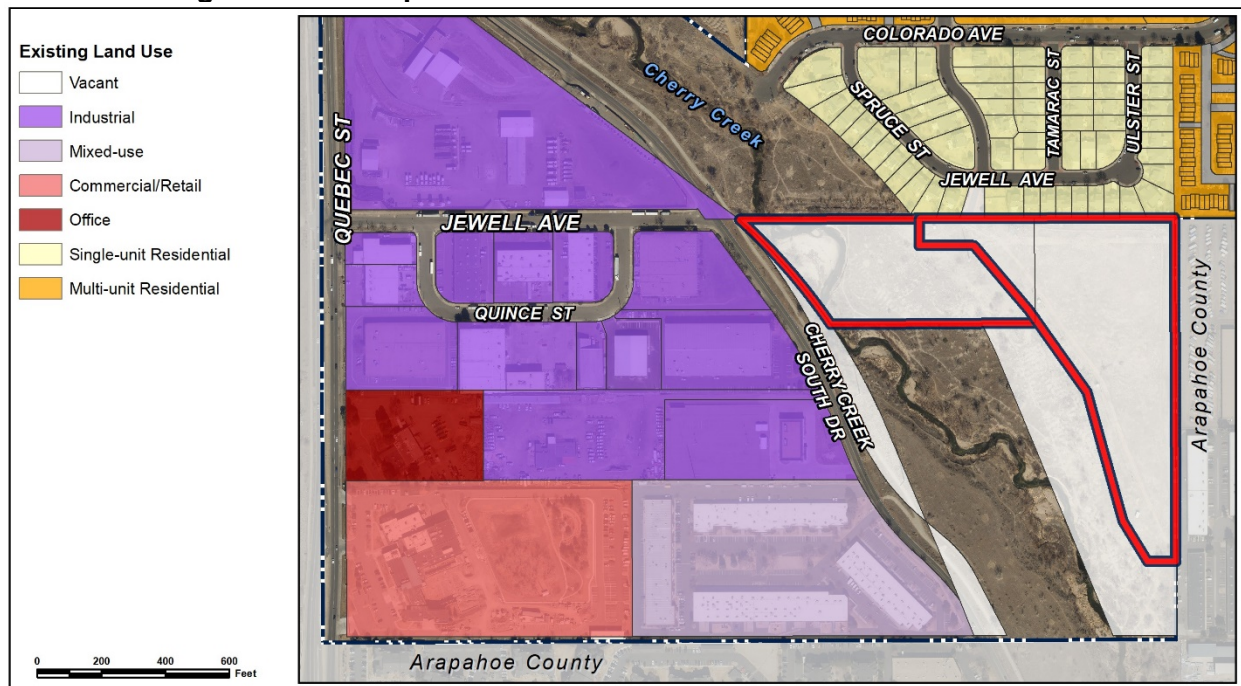 Existing Land Use
Vacant
Industrial
Mixed-use
Commercial/Retail
Office
Single-unit Residential
Multi-unit Residential
0 200 400 600
Feet
COLORADO AVE
Cherry Creek
SPRUCE ST
TAMARAC ST
ULSTER ST
JEWELL AVE
QUEBEC ST
JEWELL AVE
QUINCE ST
CHERRY CREEK
SOUTH DR
Arapahoe County
Arapahoe County